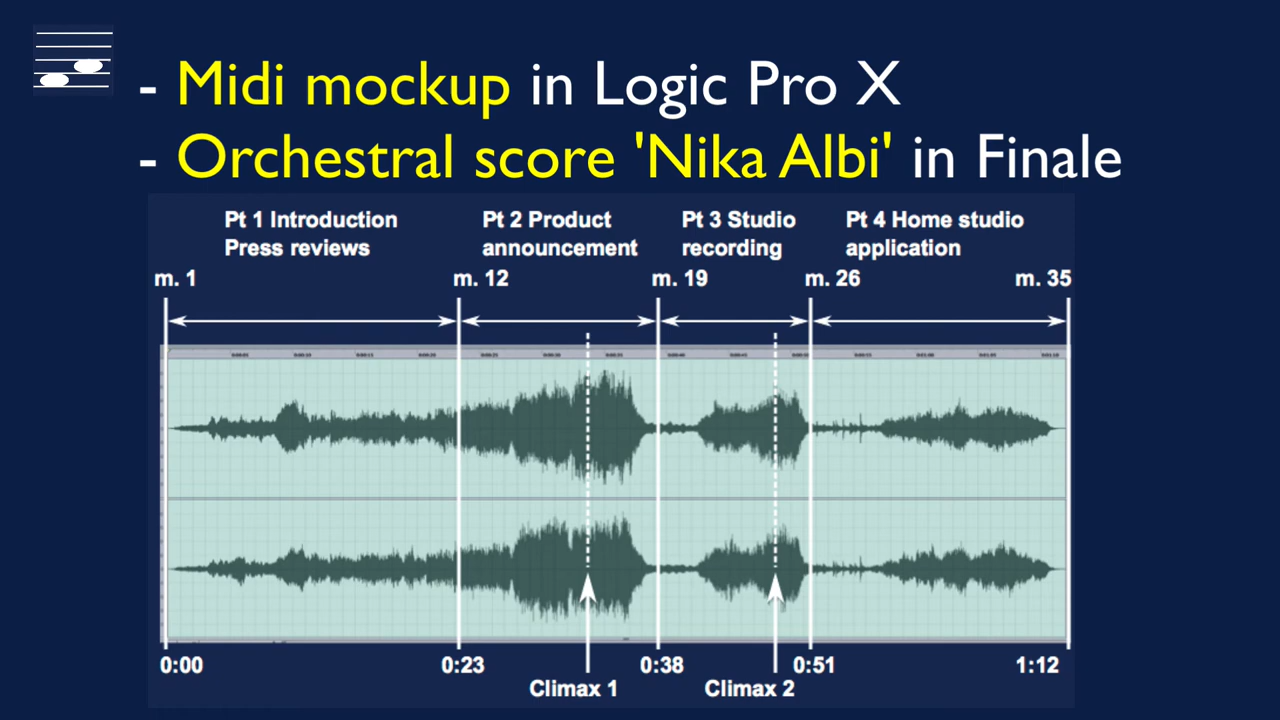 - Midi mockup in Logic Pro X
- Orchestral score 'Nika Albi' in Finale
Pt 1 Introduction
Press reviews
Pt 2 Product
announcement
Pt 3 Studio
recording
Pt 4 Home studio
application
m. 1
m. 12
m. 19
m. 26
m. 35
0:00
0:23
0:38
0:51
1:12
Climax 1
Climax 2